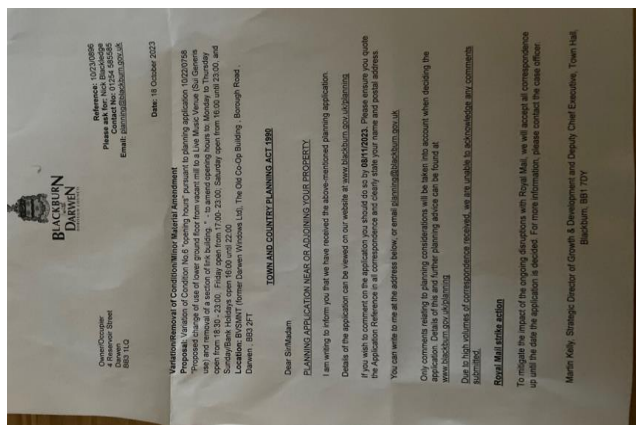 BLACKBURN
WITH
DARWEN
Reference: 10/23/0896
Please ask for: Nick Blackledge
Contact No: 01254 585585
Email: planning@blackburn.gov.uk
Owner/Occupier
4 Reservoir Street
Darwen
BB3 1LQ
Date: 18 October 2023
Variation/Removal of Condition/Minor Material Amendment
Proposal: Variation of Condition No.6 "opening hours" pursuant to planning application 10/22/0758
"Proposed change of use of lower ground floor from vacant mill to a Live Music Venue (Sui Generis
use) and removal of a section of link building. " - to amend opening hours to: Monday to Thursday
open from 18:30 - 23:00, Friday open from 17:00- 23:00, Saturday open from 16:00 until 23:00, and
Sunday/Bank Holidays open 16:00 until 22:00
Location: BVSMNT (former Darwen Windows Ltd), The Old Co-Op Building , Borough Road ,
Darwen , BB3 2FT
TOWN AND COUNTRY PLANNING ACT 1990
Dear Sir/Madam
PLANNING APPLICATION NEAR OR ADJOINING YOUR PROPERTY
I am writing to inform you that we have received the above-mentioned planning application.
Details of the application can be viewed on our website at www.blackburn.gov.uk/planning
If you wish to comment on the application you should do so by 08/11/2023. Please ensure you quote
the Application Reference in all correspondence and clearly state your name and postal address.
You can write to me at the address below, or email planning@blackburn.gov.uk
Only comments relating to planning considerations will be taken into account when deciding the
application. Details of this and further planning advice can be found at
www.blackburn.gov.uk/planning
Due to high volumes of correspondence received, we are unable to acknowledge any comments
submitted.
Royal Mail strike action
To mitigate the impact of the ongoing disruptions with Royal Mail, we will accept all correspondence
up until the date the application is decided. For more information, please contact the case officer.
Martin Kelly, Strategic Director of Growth & Development and Deputy Chief Executive, Town Hall,
Blackburn, BB1 7DY